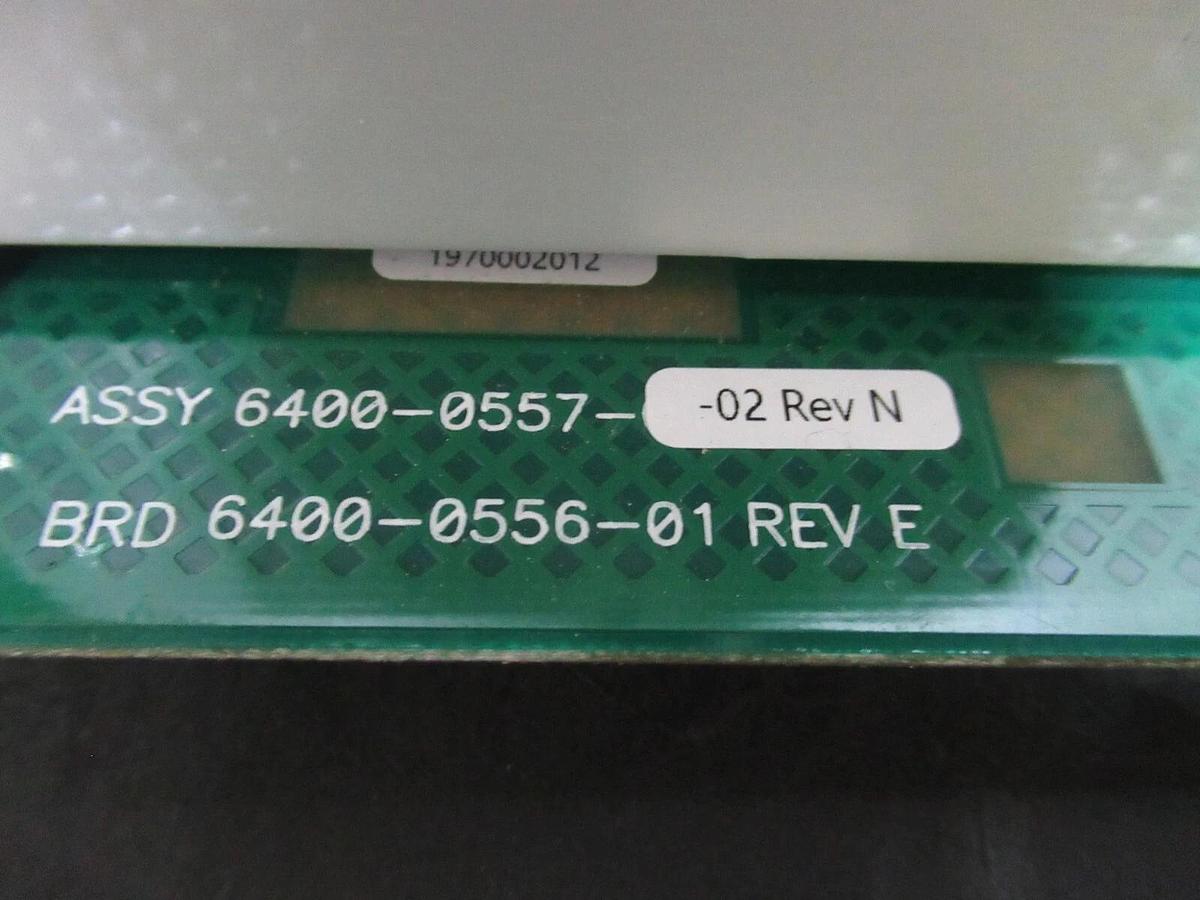 1970002012
ASSY 6400-0557- -02 Rev N
BRD 6400-0556-01 REV E